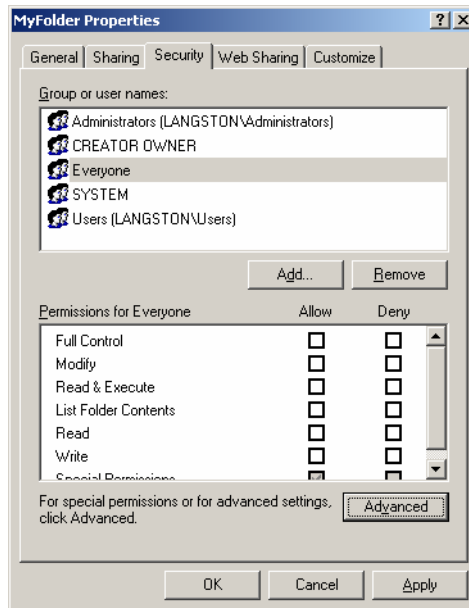 MyFolder Properties
General Sharing Security Web Sharing Customize
Group or user names:
Administrators (LANGSTON\Administrators)
CREATOR OWNER
Everyone
SYSTEM
Users (LANGSTON\Users)
Add... Remove
Permissions for Everyone Allow Deny
Full Control
Modify
Read & Execute
List Folder Contents
Read
Write
Special Permissions
For special permissions or for advanced settings, click Advanced.
Advanced
OK Cancel Apply